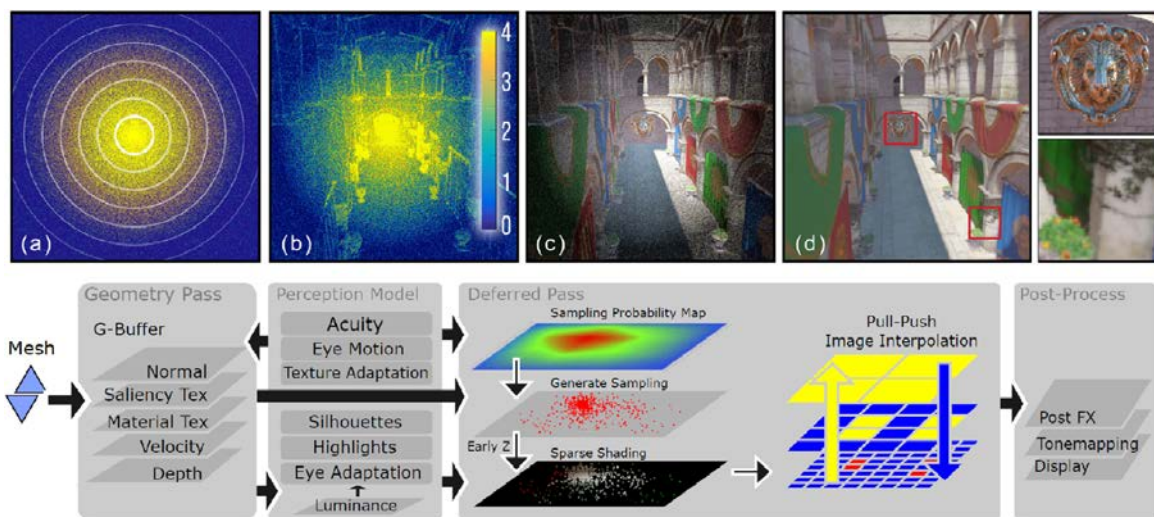 4
3
2
1
0
(a)
(b)
(c)
(d)
Geometry Pass
Perception Model
Deferred Pass
Post-Process
Mesh
G-Buffer
Normal
Saliency Tex
Material Tex
Velocity
Depth
Acuity
Eye Motion
Texture Adaptation
Silhouettes
Highlights
Eye Adaptation
Luminance
Sampling Probability Map
Generate Sampling
Early Z
Sparse Shading
Pull-Push
Image Interpolation
Post FX
Tonemapping
Display